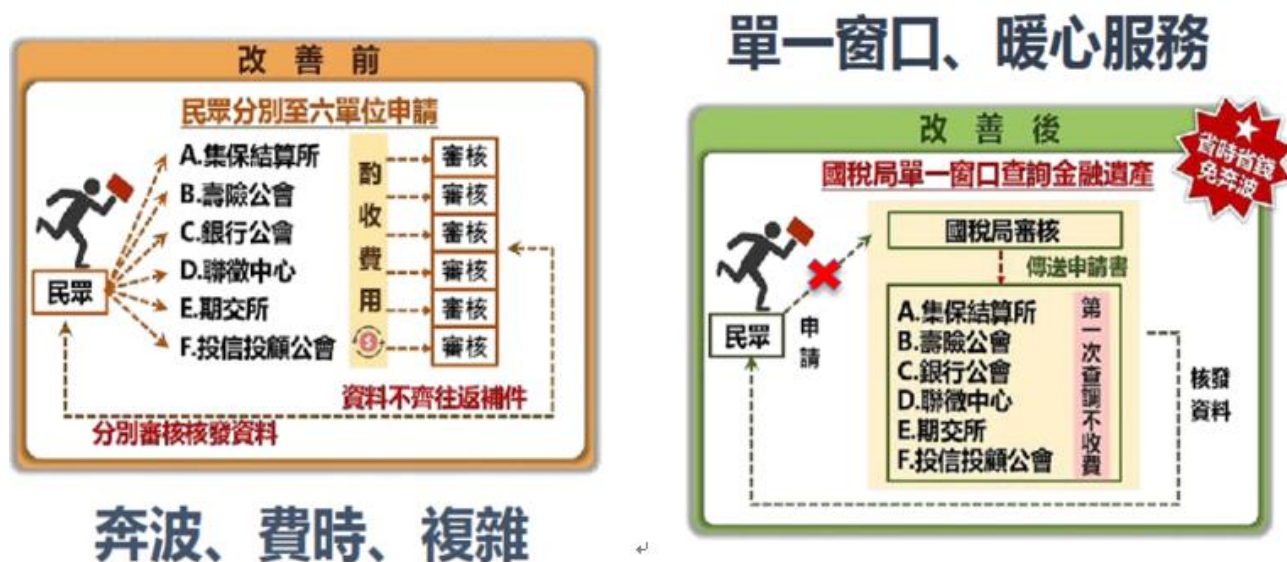 改善前
民眾分別至六單位申請
A.集保結算所
B.壽險公會
C.銀行公會
D.聯徵中心
E.期交所
F.投信投顧公會
民眾
酌收費用
$
審核
審核
審核
審核
審核
審核
資料不齊往返補件
分別審核核發資料
奔波、費時、複雜
單一窗口、暖心服務
改善後
省時省錢
免奔波
國稅局單一窗口查詢金融遺產
國稅局審核
傳送申請書
民眾
申請
A.集保結算所
B.壽險公會
C.銀行公會
D.聯徵中心
E.期交所
F.投信投顧公會
第一次查調不收費
核發
資料